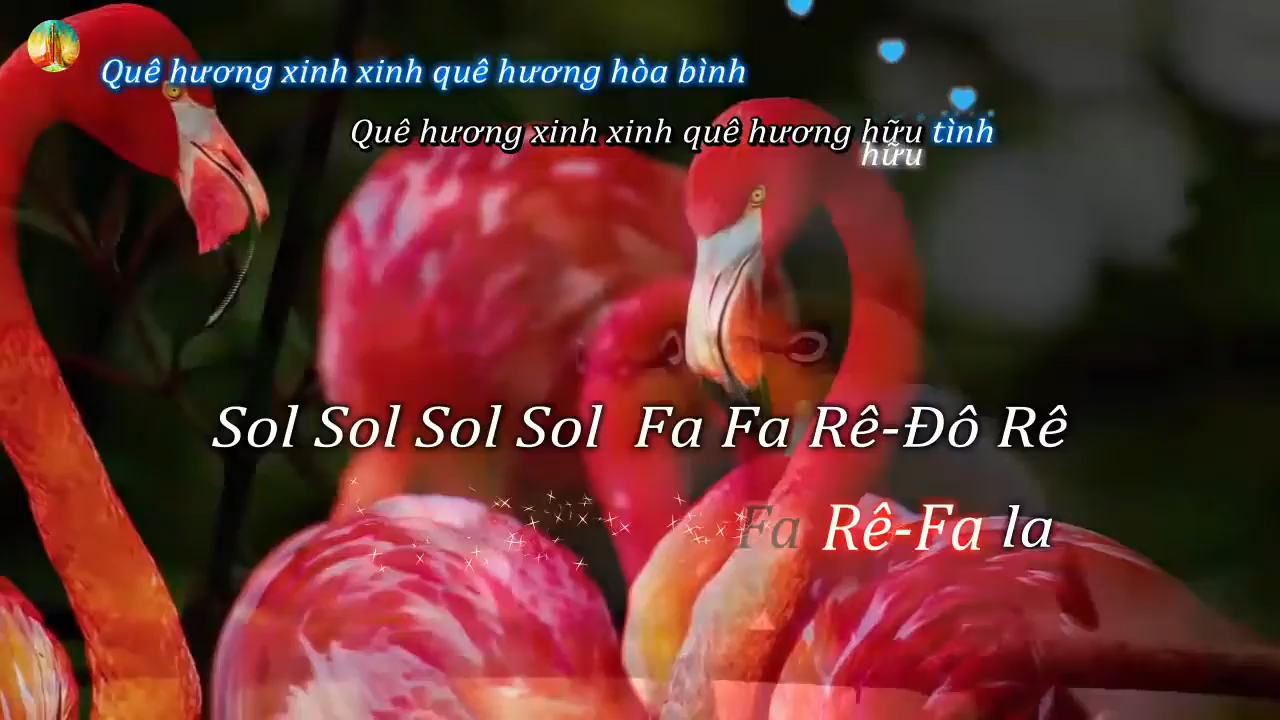 Quê hương xinh xinh quê hương hòa bình
Quê hương xinh xinh quê hương hữu tình
hữu
Sol Sol Sol Sol Fa Fa Rê-Đô Rê
Fa Rê-Fa la